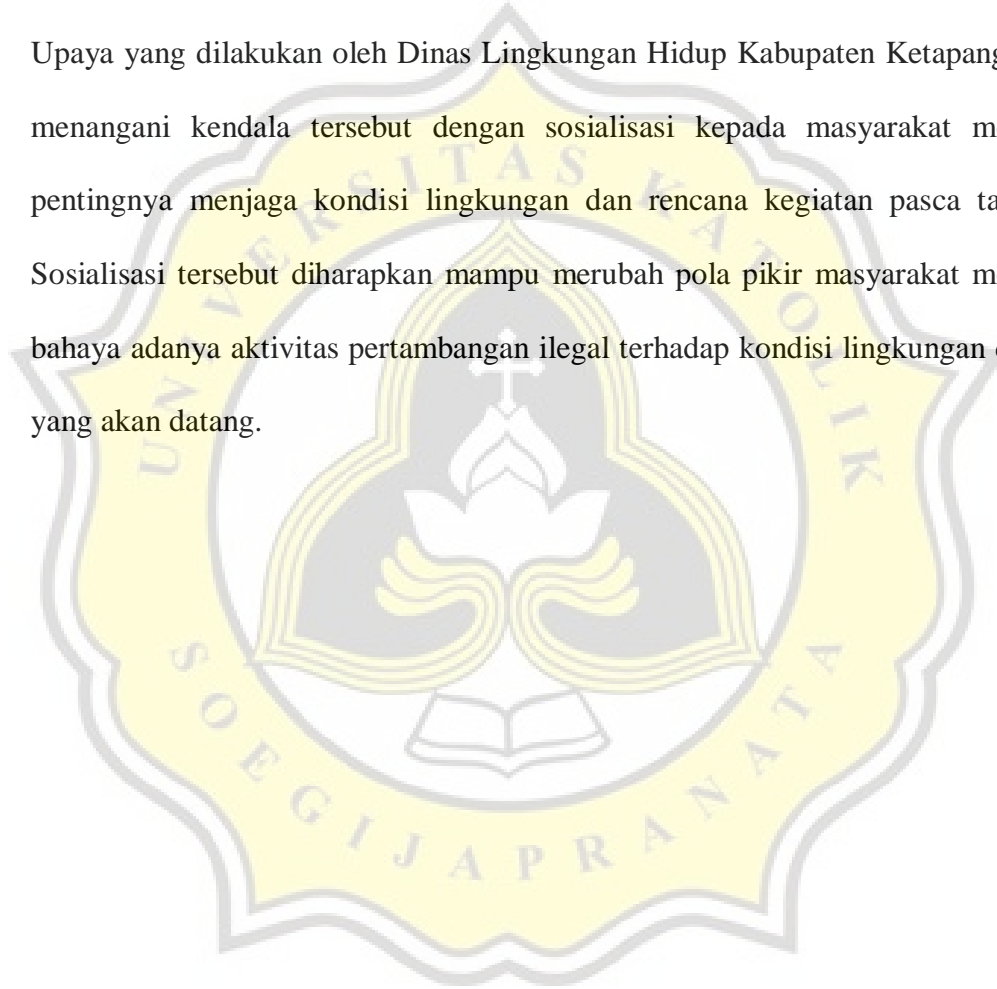 Upaya yang dilakukan oleh Dinas Lingkungan Hidup Kabupaten Ketapang
menangani kendala tersebut dengan sosialisasi kepada masyarakat
pentingnya menjaga kondisi lingkungan dan rencana kegiatan pasca
Sosialisasi tersebut diharapkan mampu merubah pola pikir masyarakat
bahaya adanya aktivitas pertambangan ilegal terhadap kondisi lingkungan
yang akan datang.
UNIVERSITAS KATOLIK
SOEGIJAPRANATA